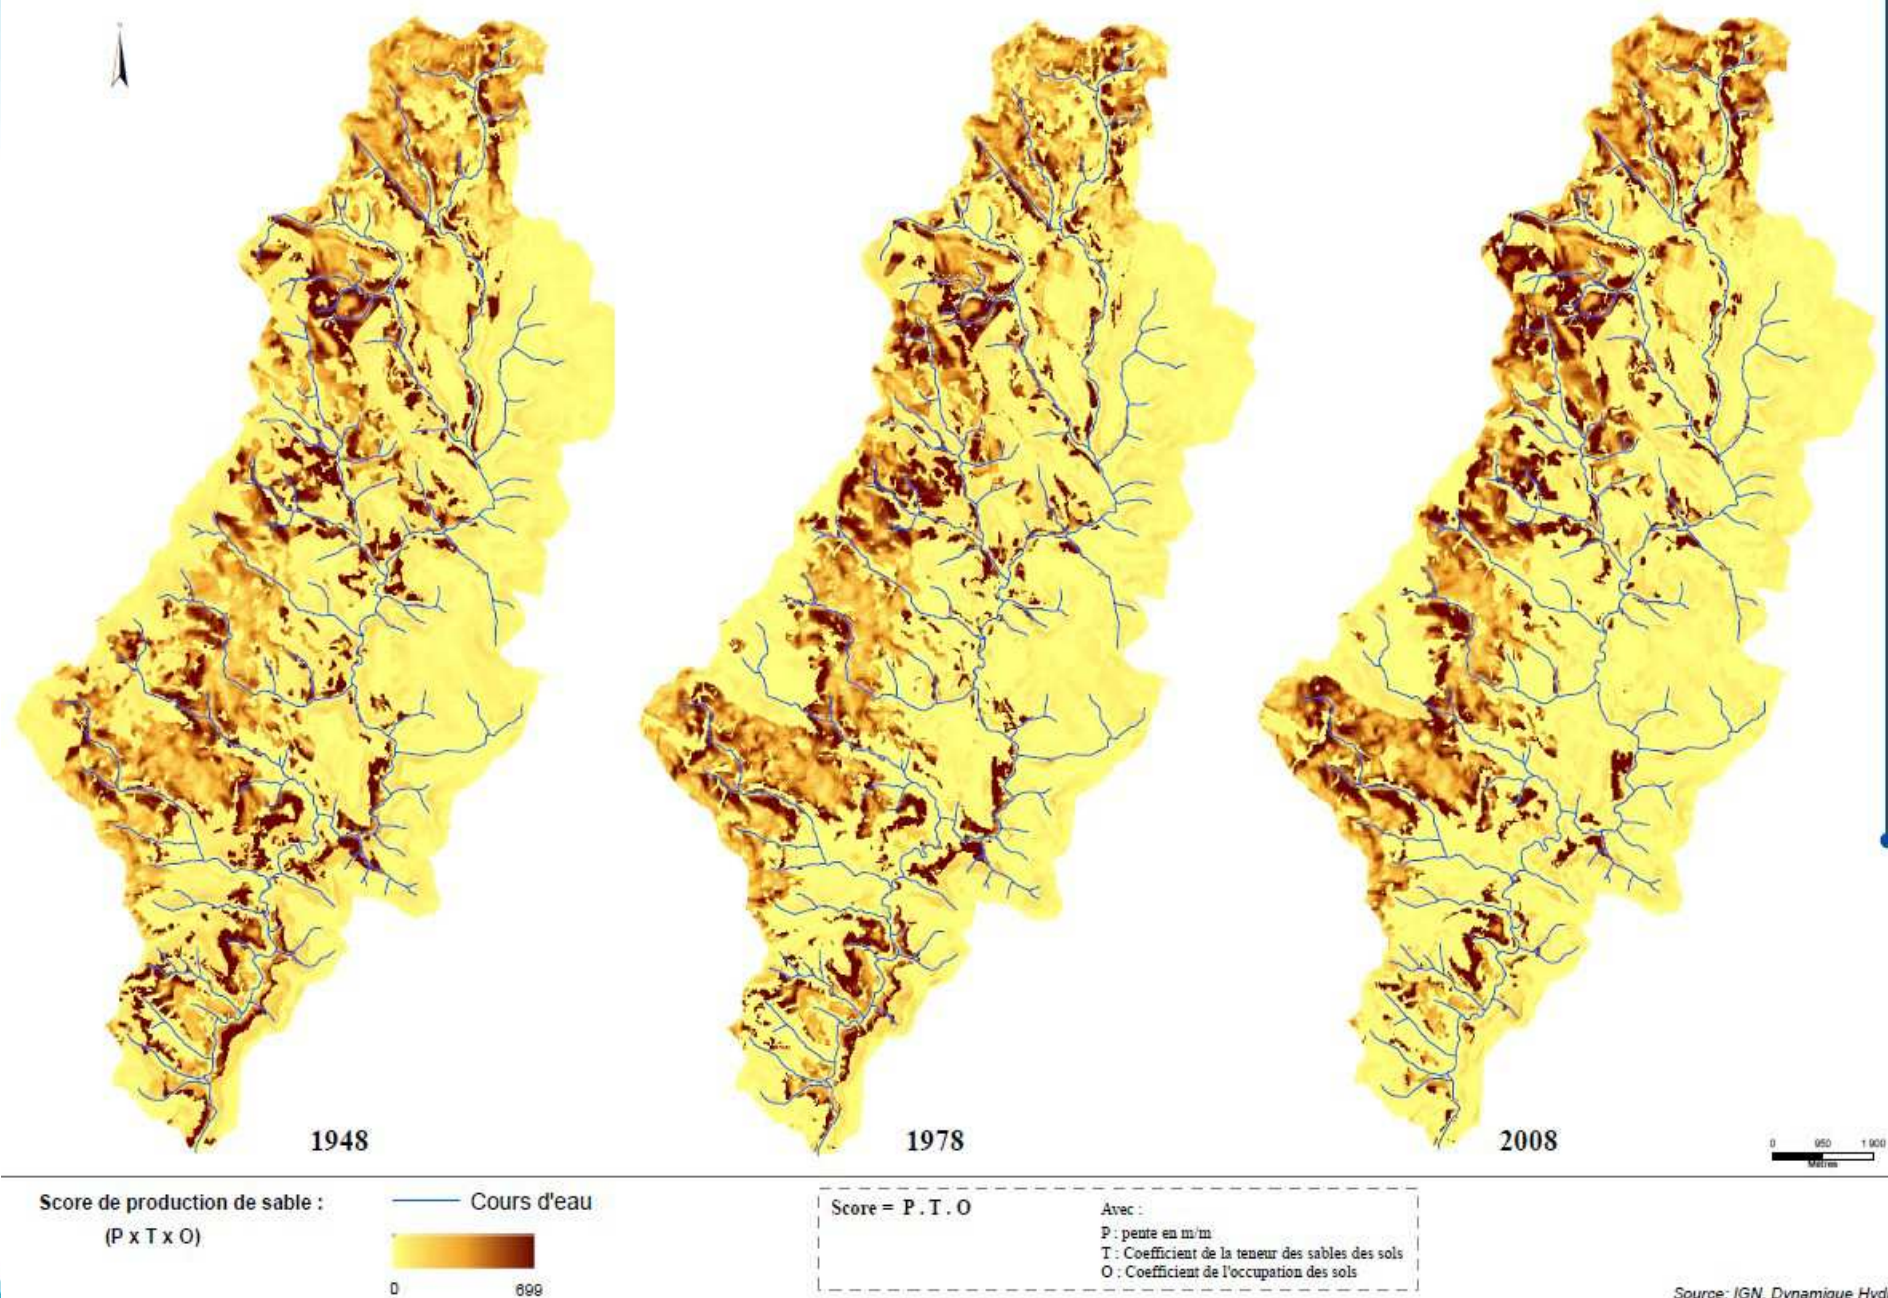 1948
1978
2008
0 950 1 900
Mètres
Score de production de sable :
(P x T x O)
Cours d'eau
0 699
Score = P . T . O
Avec :
P : pente en m/m
T : Coefficient de la teneur des sables des sols
O : Coefficient de l'occupation des sols
Source: IGN, Dynamique Hyd